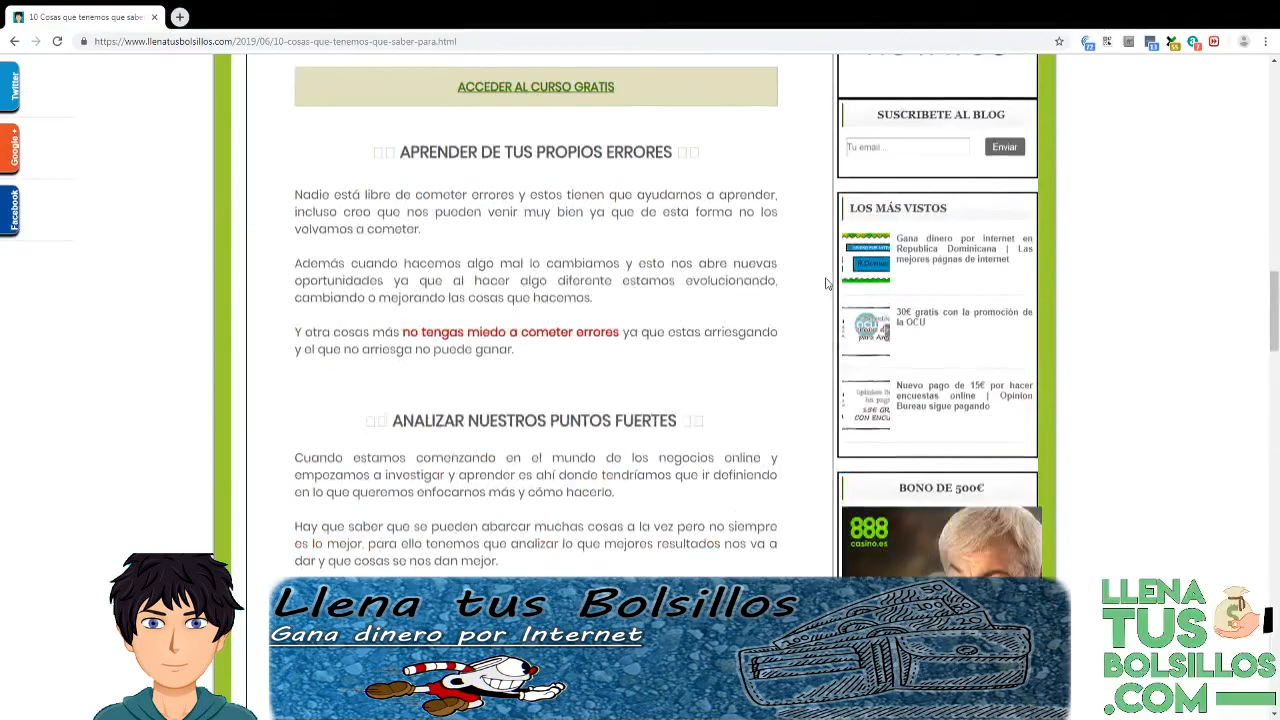 10 Cosas que tenemos que sabe
https://www.llenatusbolsillos.com/2019/06/10-cosas-que-tenemos-que-saber-para.html
Twitter
Google +
Facebook
ACCEDER AL CURSO GRATIS
APRENDER DE TUS PROPIOS ERRORES
Nadie está libre de cometer errores y estos tienen que ayudarnos a aprender,
incluso creo que nos pueden venir muy bien ya que de esta forma no los
volvamos a cometer.
Además cuando hacemos algo mal lo cambiamos y esto nos abre nuevas
oportunidades ya que al hacer algo diferente estamos evolucionando,
cambiando o mejorando las cosas que hacemos.
Y otra cosas más no tengas miedo a cometer errores ya que estas arriesgando
y el que no arriesga no puede ganar.
ANALIZAR NUESTROS PUNTOS FUERTES
Cuando estamos comenzando en el mundo de los negocios online y
empezamos a investigar y aprender es ahí donde tendríamos que ir definiendo
en lo que queremos enfocarnos más y cómo hacerlo.
Hay que saber que se pueden abarcar muchas cosas a la vez pero no siempre
es lo mejor, para ello tenemos que analizar lo que mejores resultados nos va a
dar y que cosas se nos dan mejor.
SUSCRIBETE AL BLOG
Tu email...
Enviar
LOS MÁS VISTOS
Gana dinero por internet en
Republica Dominicana | Las
mejores págnas de internet
30€ gratis con la promoción de
la OCU
Nuevo pago de 15€ por hacer
encuestas online | Opinion
Bureau sigue pagando
BONO DE 500€
888
casino.es
Llena tus Bolsillos
Gana dinero por Internet
LLENA
TUS
BOLSILLOS
.COM